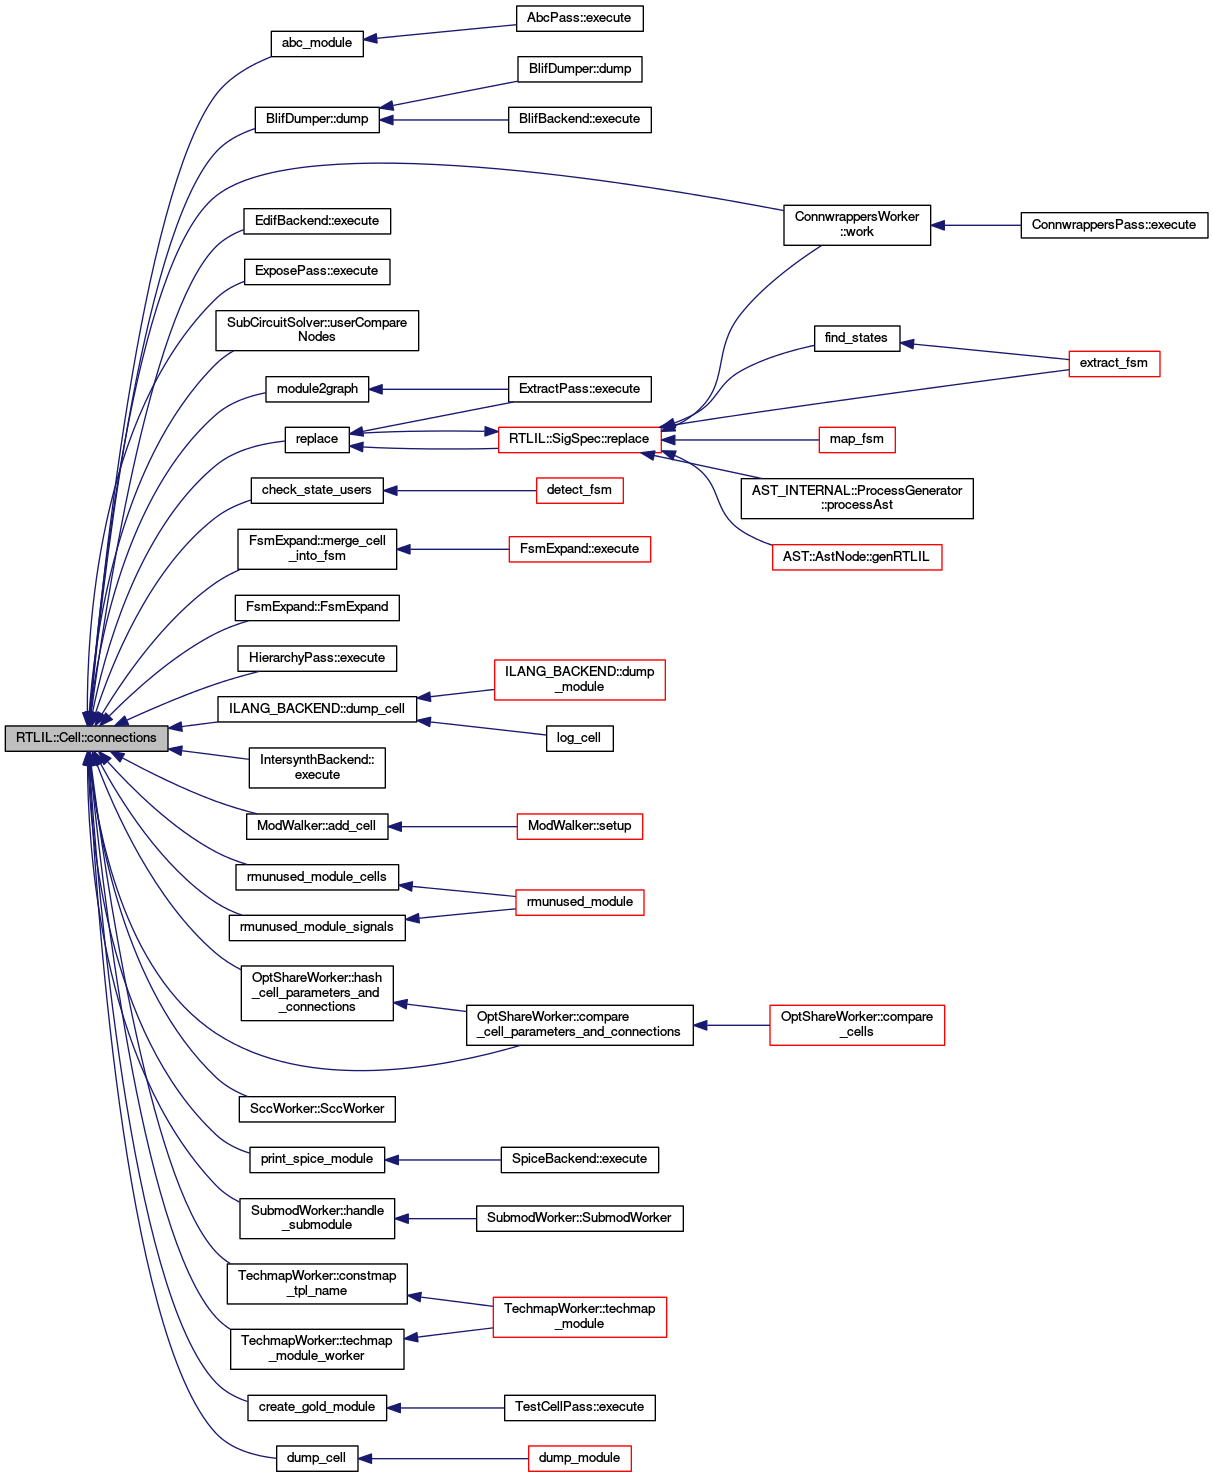 AbcPass::execute
abc_module
BlifDumper::dump
BlifDumper::dump
BlifBackend::execute
ConnwrappersWorker
::work
ConnwrappersPass::execute
EdifBackend::execute
ExposePass::execute
SubCircuitSolver::userCompare
Nodes
find_states
extract_fsm
module2graph
ExtractPass::execute
replace
RTLIL::SigSpec::replace
map_fsm
check_state_users
detect_fsm
AST_INTERNAL::ProcessGenerator
::processAst
FsmExpand::merge_cell
_into_fsm
FsmExpand::execute
AST::AstNode::genRTLIL
FsmExpand::FsmExpand
HierarchyPass::execute
ILANG_BACKEND::dump
_module
ILANG_BACKEND::dump_cell
log_cell
RTLIL::Cell::connections
IntersynthBackend::
execute
ModWalker::add_cell
ModWalker::setup
rmunused_module_cells
rmunused_module
rmunused_module_signals
OptShareWorker::hash
_cell_parameters_and
_connections
OptShareWorker::compare
_cell_parameters_and_connections
OptShareWorker::compare
_cells
SccWorker::SccWorker
print_spice_module
SpiceBackend::execute
SubmodWorker::handle
_submodule
SubmodWorker::SubmodWorker
TechmapWorker::constmap
_tpl_name
TechmapWorker::techmap
_module
TechmapWorker::techmap
_module_worker
create_gold_module
TestCellPass::execute
dump_cell
dump_module